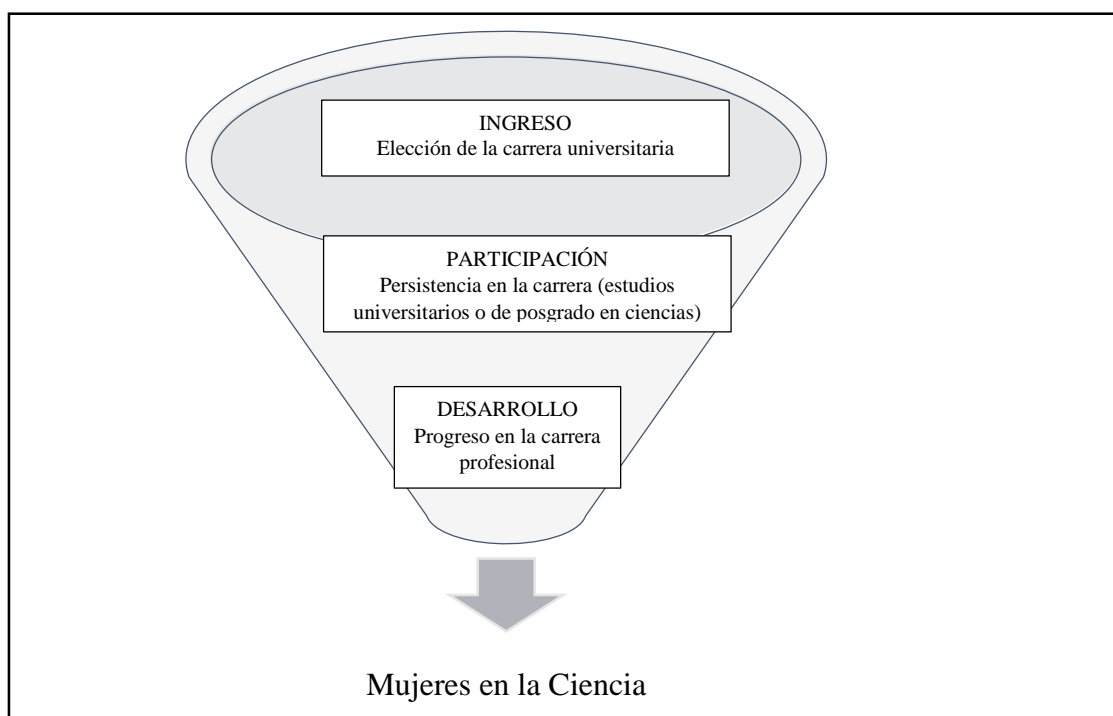 INGRESO
Elección de la carrera universitaria
PARTICIPACIÓN
Persistencia en la carrera (estudios
universitarios o de posgrado en ciencias)
DESARROLLO
Progreso en la carrera
profesional
Mujeres en la Ciencia